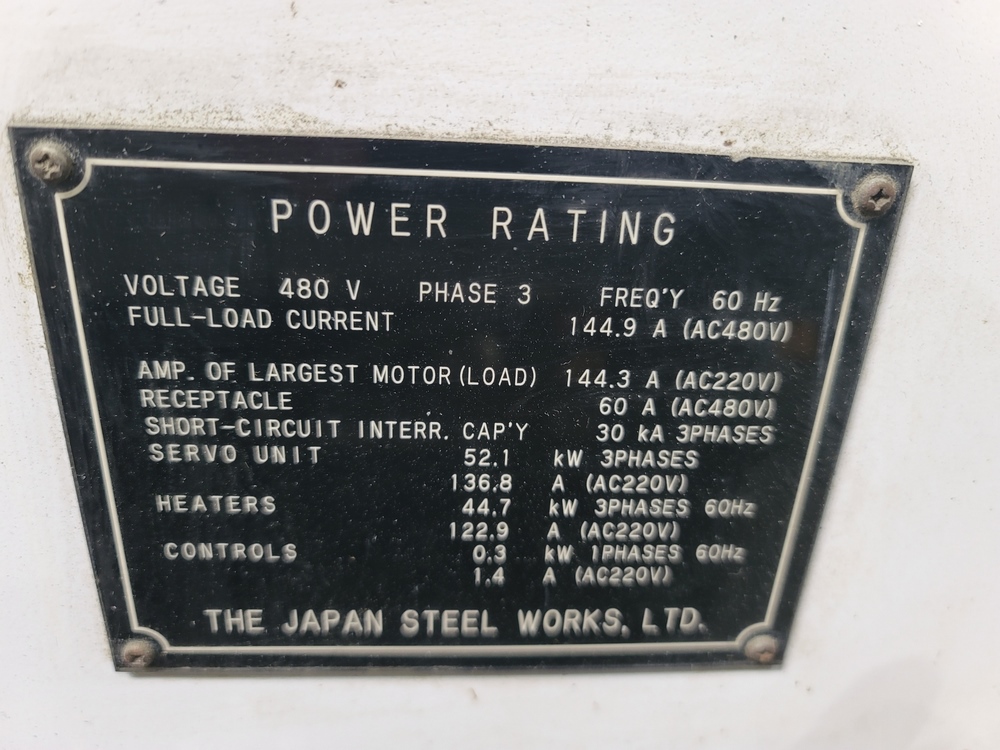 POWER RATING
VOLTAGE 480 V PHASE 3 FREQ'Y 60 Hz
FULL-LOAD CURRENT 144.9 A (AC480V)
AMP. OF LARGEST MOTOR (LOAD) 144.3 A (AC220V)
RECEPTACLE 60 A (AC480V)
SHORT-CIRCUIT INTERR. CAP'Y 30 kA 3PHASES
SERVO UNIT 52.1 kW 3PHASES
136.8 A (AC220V)
HEATERS 44.7 kW 3PHASES 60Hz
122.9 A (AC220V)
CONTROLS 0.3 kW 1PHASES 60Hz
1.4 A (AC220V)
THE JAPAN STEEL WORKS, LTD.